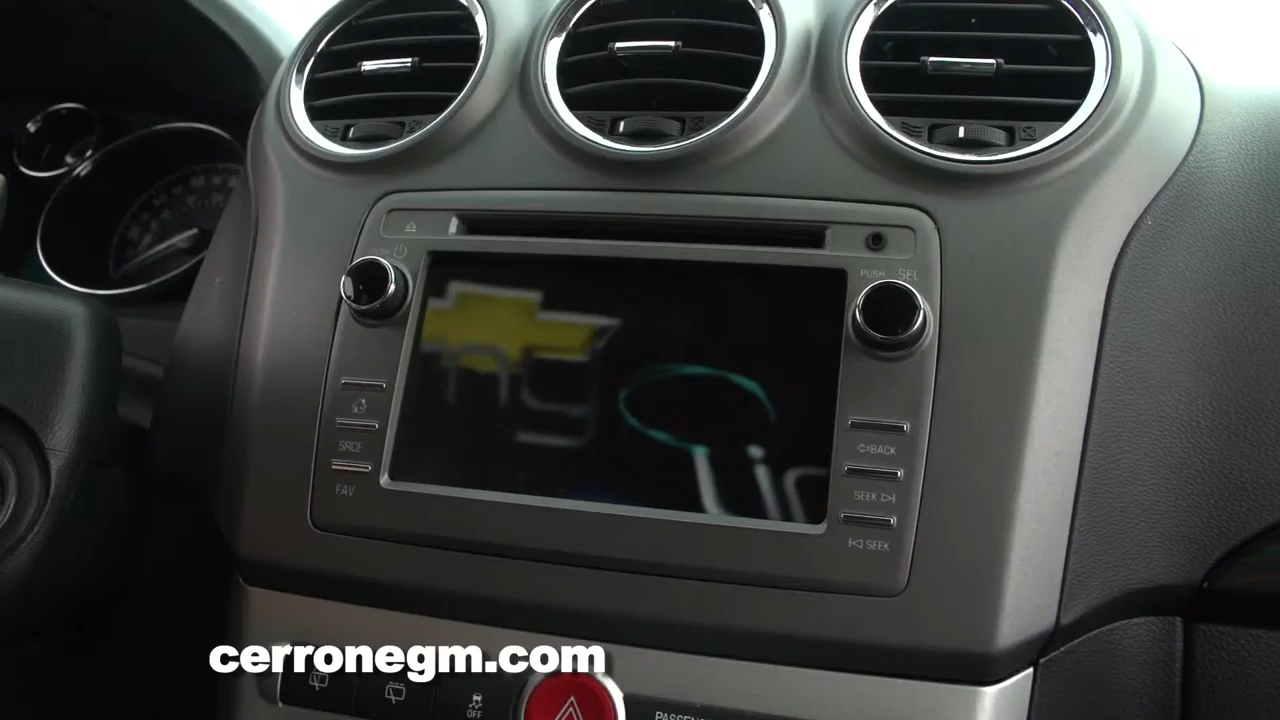 PUSH
PUSH SEL
SRCE
FAV
BACK
SEEK
SEEK
cerronegm.com
OFF